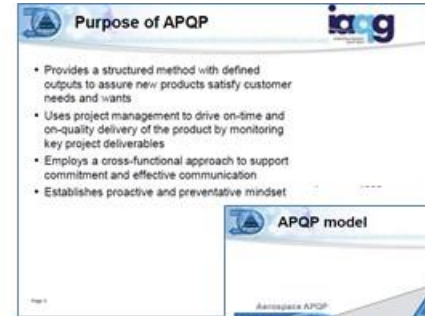 Purpose of APQP
iaqg
• Provides a structured method with defined
outputs to assure new products satisfy customer
needs and wants
• Uses project management to drive on-time and
on-quality delivery of the product by monitoring
key project deliverables
• Employs a cross-functional approach to support
commitment and effective communication
• Establishes proactive and preventative mindset
APQP model
Aerospace APQP